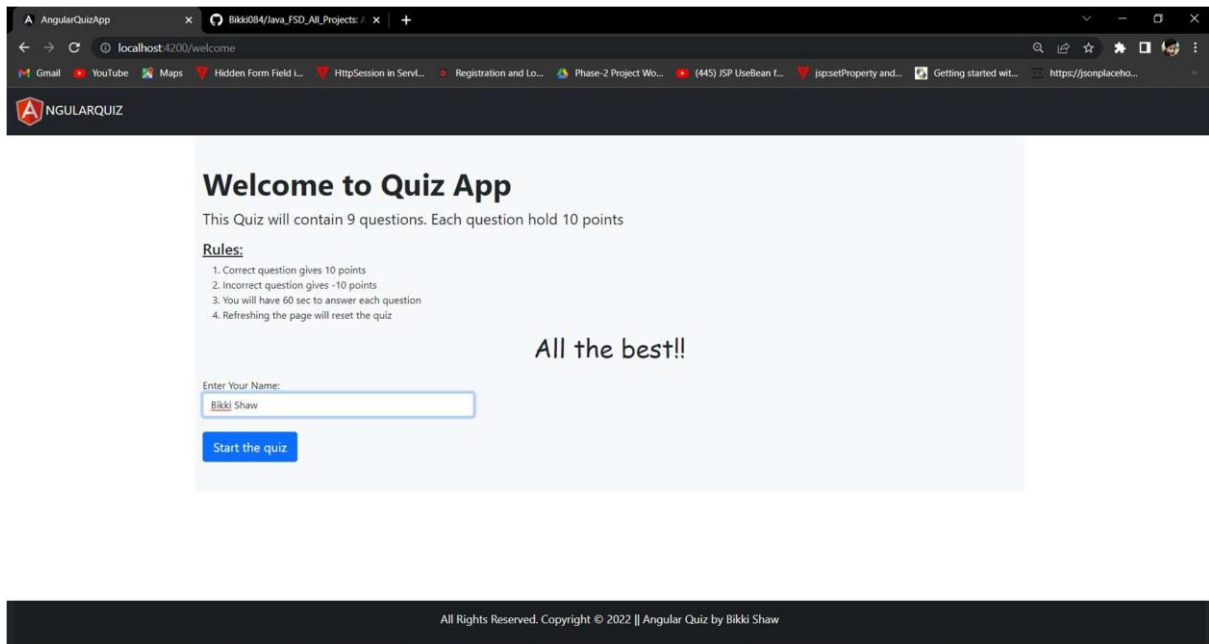 AngularQuizApp
Bikki084/Java_FSD_All_Projects: A
localhost:4200/welcome
Gmail YouTube Maps Hidden Form Field i... HttpSession in Servl... Registration and Lo... Phase-2 Project Wo... (445) JSP UseBean f... jsp:setProperty and... Getting started wit... https://jsonplaceho...
NGULARQUIZ
Welcome to Quiz App
This Quiz will contain 9 questions. Each question hold 10 points
Rules:
1. Correct question gives 10 points
2. Incorrect question gives -10 points
3. You will have 60 sec to answer each question
4. Refreshing the page will reset the quiz
All the best!!
Enter Your Name:
Bikki Shaw
Start the quiz
All Rights Reserved. Copyright © 2022 || Angular Quiz by Bikki Shaw